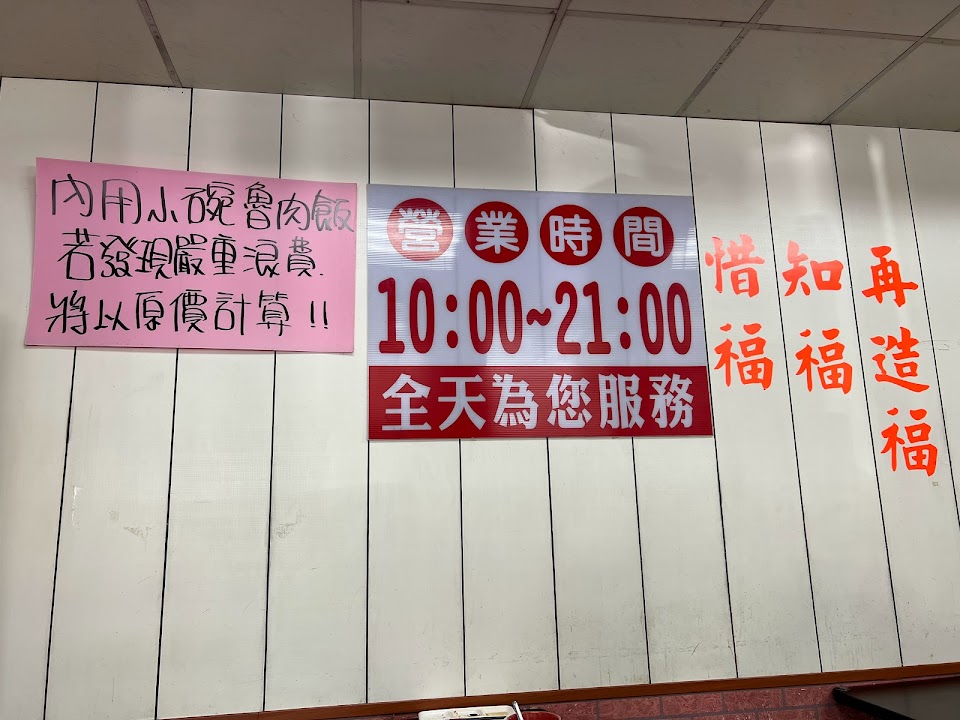 內用小碗魯肉飯
若發現嚴重浪費.
將以原價計算!!
營業時間
10:00~21:00
全天為您服務
惜福
知福
再造福